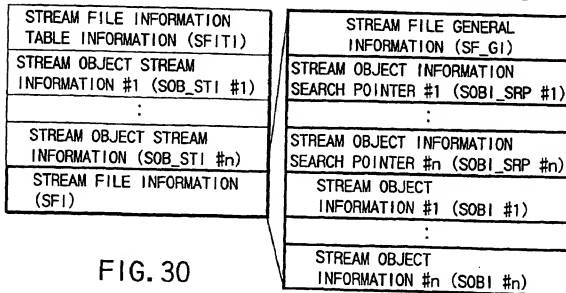 STREAM FILE INFORMATION
TABLE INFORMATION (SFITI)
STREAM OBJECT STREAM
INFORMATION #1 (SOB_STI #1)
:
STREAM OBJECT STREAM
INFORMATION (SOB_STI #n)
STREAM FILE INFORMATION
(SFI)
STREAM FILE GENERAL
INFORMATION (SF_GI)
STREAM OBJECT INFORMATION
SEARCH POINTER #1 (SOBI_SRP #1)
:
STREAM OBJECT INFORMATION
SEARCH POINTER #n (SOBI_SRP #n)
STREAM OBJECT
INFORMATION #1 (SOBI #1)
:
STREAM OBJECT
INFORMATION #n (SOBI #n)
FIG. 30